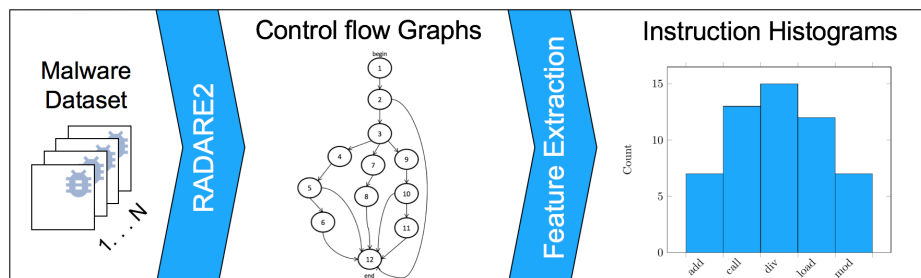 Malware
Dataset
1. . . N
RADARE2
Control flow Graphs
begin
1
2
3
4
7
9
5
8
10
6
11
12
end
Feature Extraction
Instruction Histograms
Count
15
10
5
0
add
call
div
load
mod